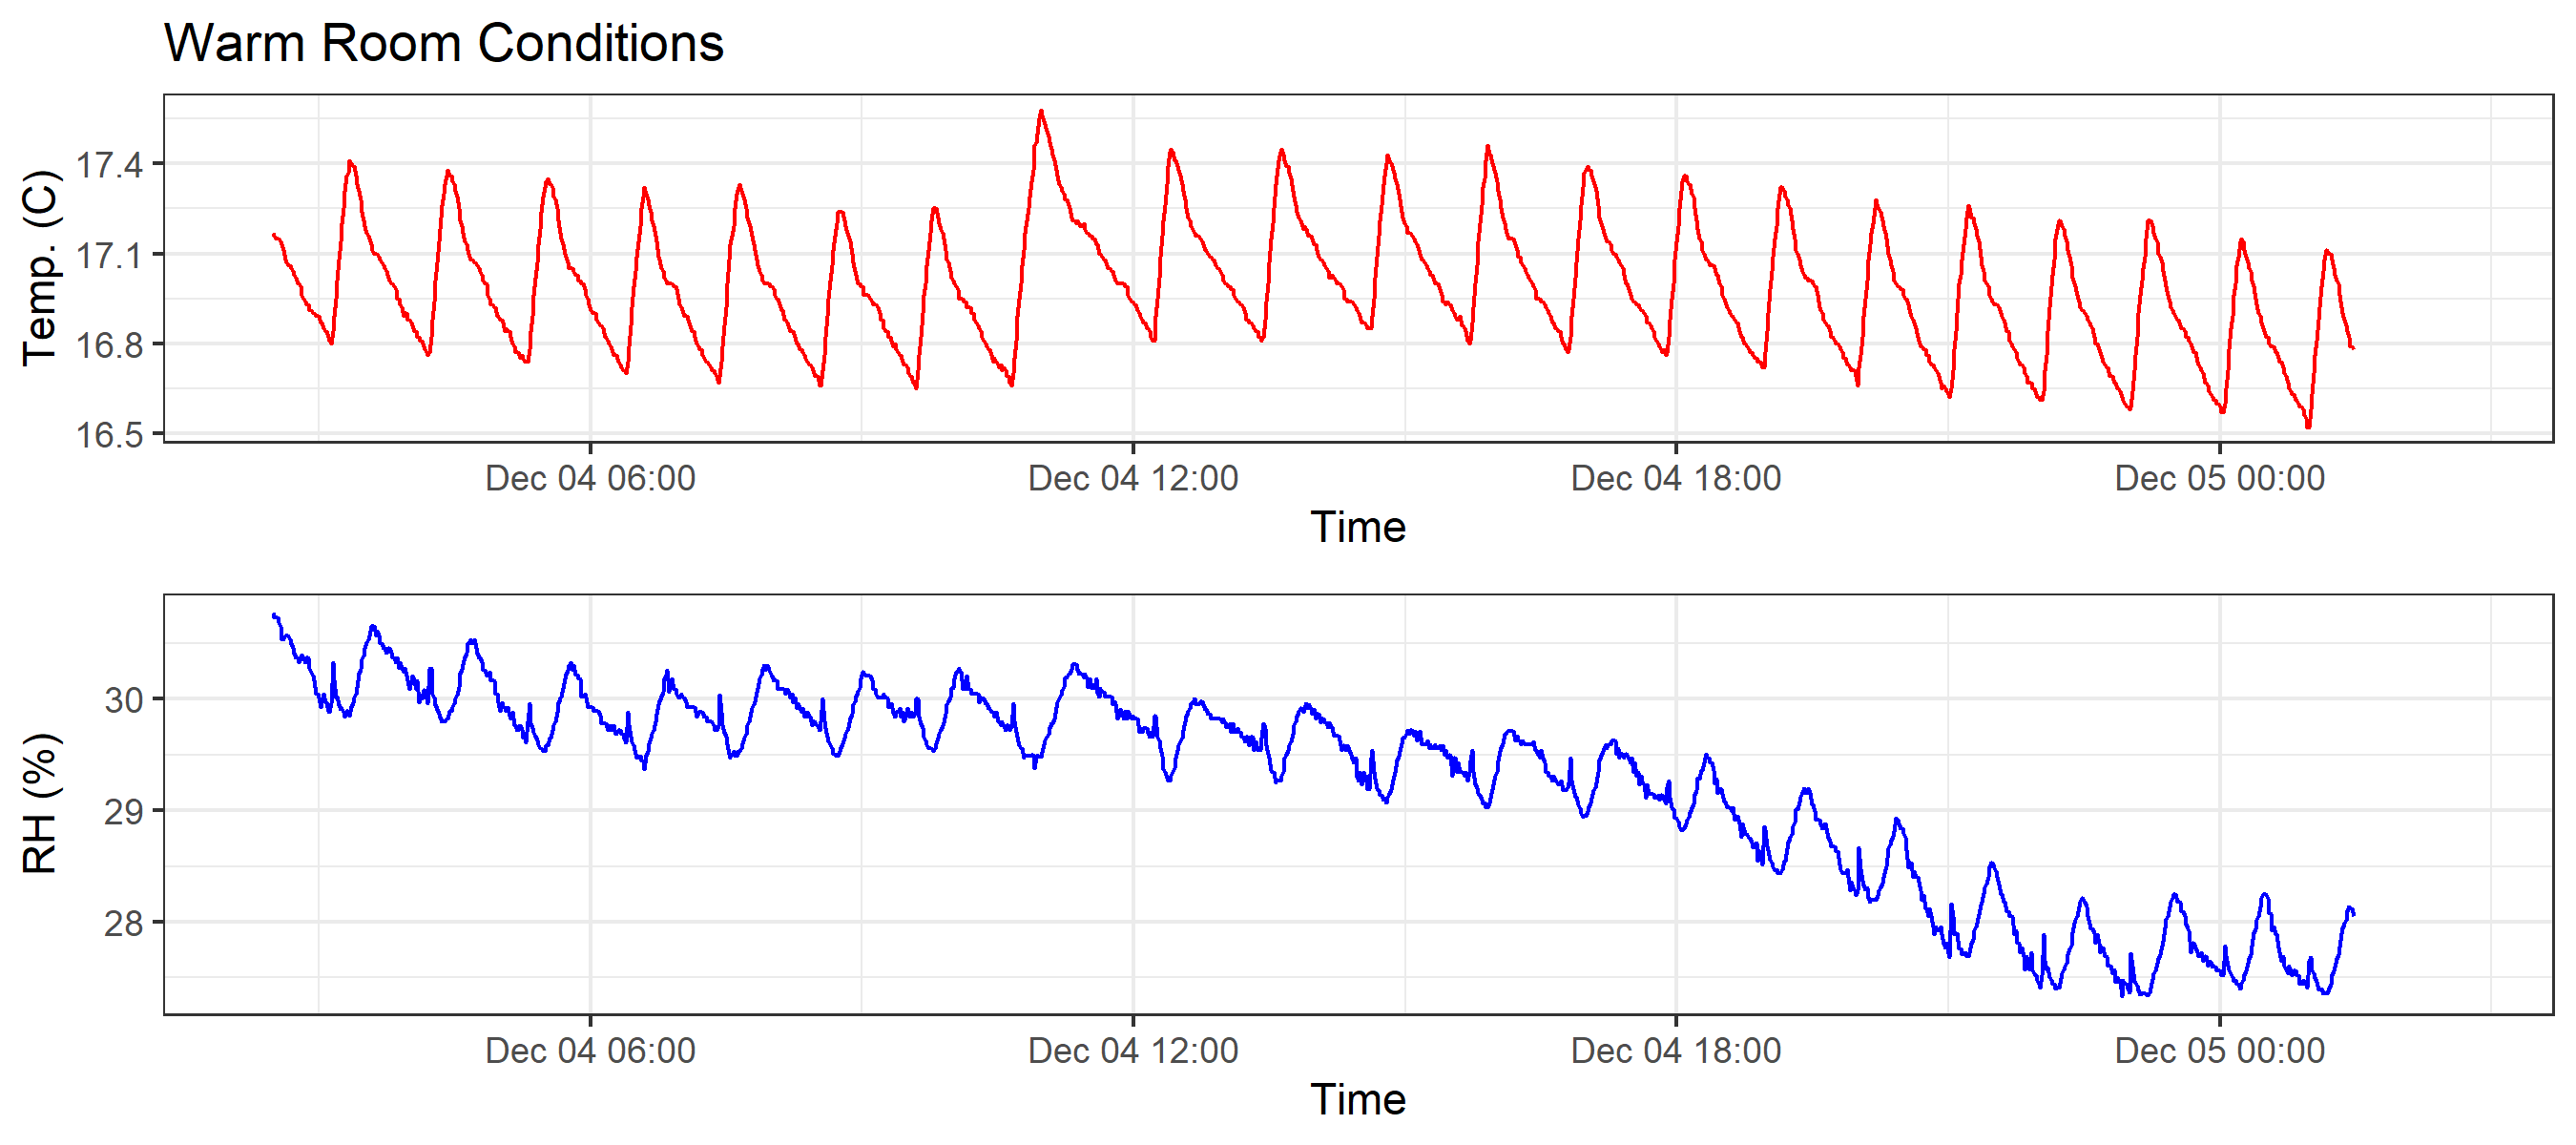 Warm Room Conditions
Temp. (C)
17.4
17.1
16.8
16.5
Dec 04 06:00 Dec 04 12:00 Dec 04 18:00 Dec 05 00:00
Time
RH (%)
30
29
28
Dec 04 06:00 Dec 04 12:00 Dec 04 18:00 Dec 05 00:00
Time